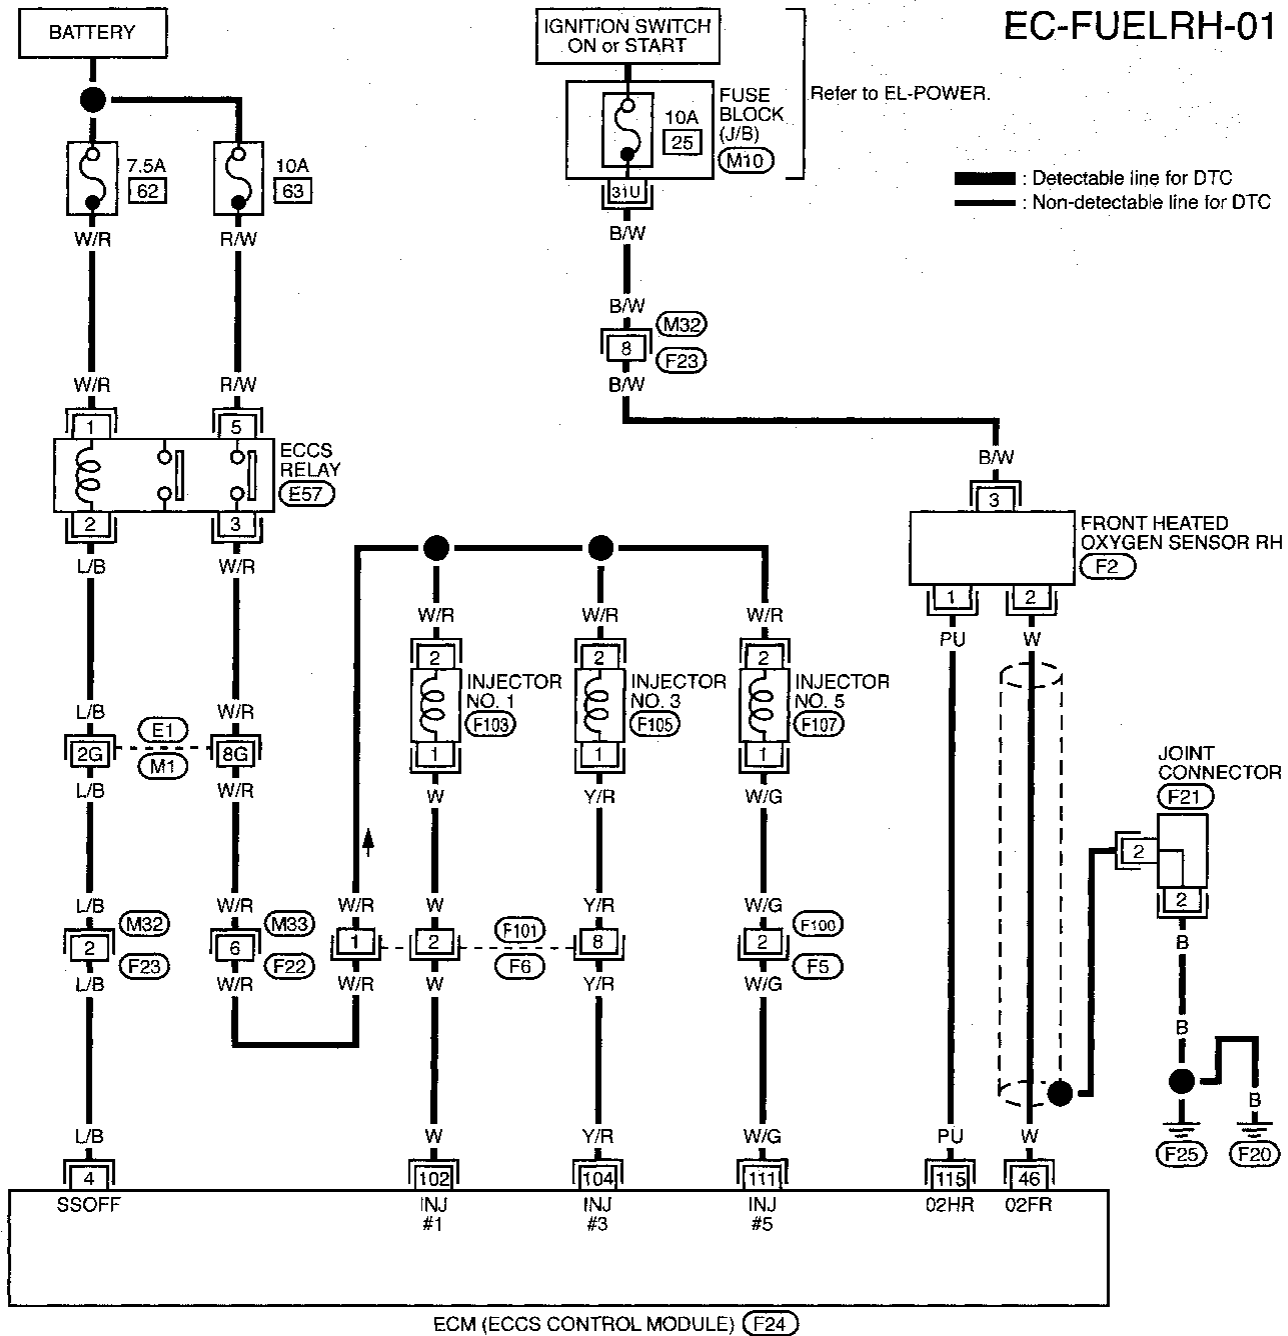 EC-FUELRH-01
BATTERY
IGNITION SWITCH
ON or START
Refer to EL-POWER.
FUSE
BLOCK
(J/B)
M10
10A
25
31U
7.5A
62
10A
63
: Detectable line for DTC
: Non-detectable line for DTC
W/R
R/W
B/W
B/W
M32
8
F23
B/W
W/R
R/W
1
5
ECCS
RELAY
E57
2
3
B/W
3
FRONT HEATED
OXYGEN SENSOR RH
F2
1
2
L/B
W/R
W/R
W/R
W/R
PU
W
2
INJECTOR
NO. 1
F103
1
2
INJECTOR
NO. 3
F105
1
2
INJECTOR
NO. 5
F107
1
L/B
W/R
2G
E1
M1
8G
L/B
W/R
W
Y/R
W/G
JOINT
CONNECTOR
F21
2
2
L/B
M32
W/R
M33
W/R
W
Y/R
W/G
2
6
1
2
F101
8
2
F100
F23
F22
F6
F5
L/B
W/R
W/R
W
Y/R
W/G
B
B
B
F25
F20
L/B
W
Y/R
W/G
PU
W
4
102
104
111
115
46
SSOFF
INJ
#1
INJ
#3
INJ
#5
02HR
02FR
ECM (ECCS CONTROL MODULE)
F24